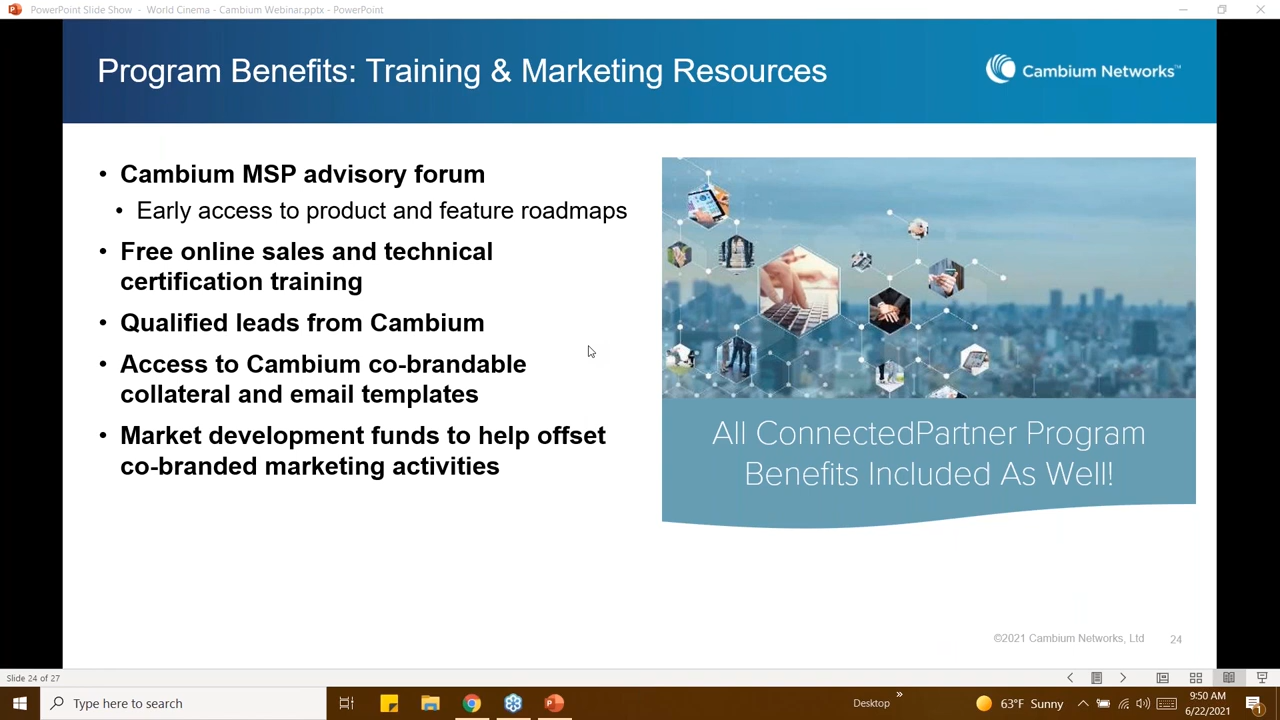 PowerPoint Slide Show - World Cinema - Cambium Webinar.pptx - PowerPoint
Program Benefits: Training & Marketing Resources
Cambium Networks™
• Cambium MSP advisory forum
• Early access to product and feature roadmaps
• Free online sales and technical
certification training
• Qualified leads from Cambium
• Access to Cambium co-brandable
collateral and email templates
• Market development funds to help offset
co-branded marketing activities
All ConnectedPartner Program
Benefits Included As Well!
©2021 Cambium Networks, Ltd 24
Slide 24 of 27
Type here to search
Desktop
»
63°F Sunny
9:50 AM
6/22/2021
1